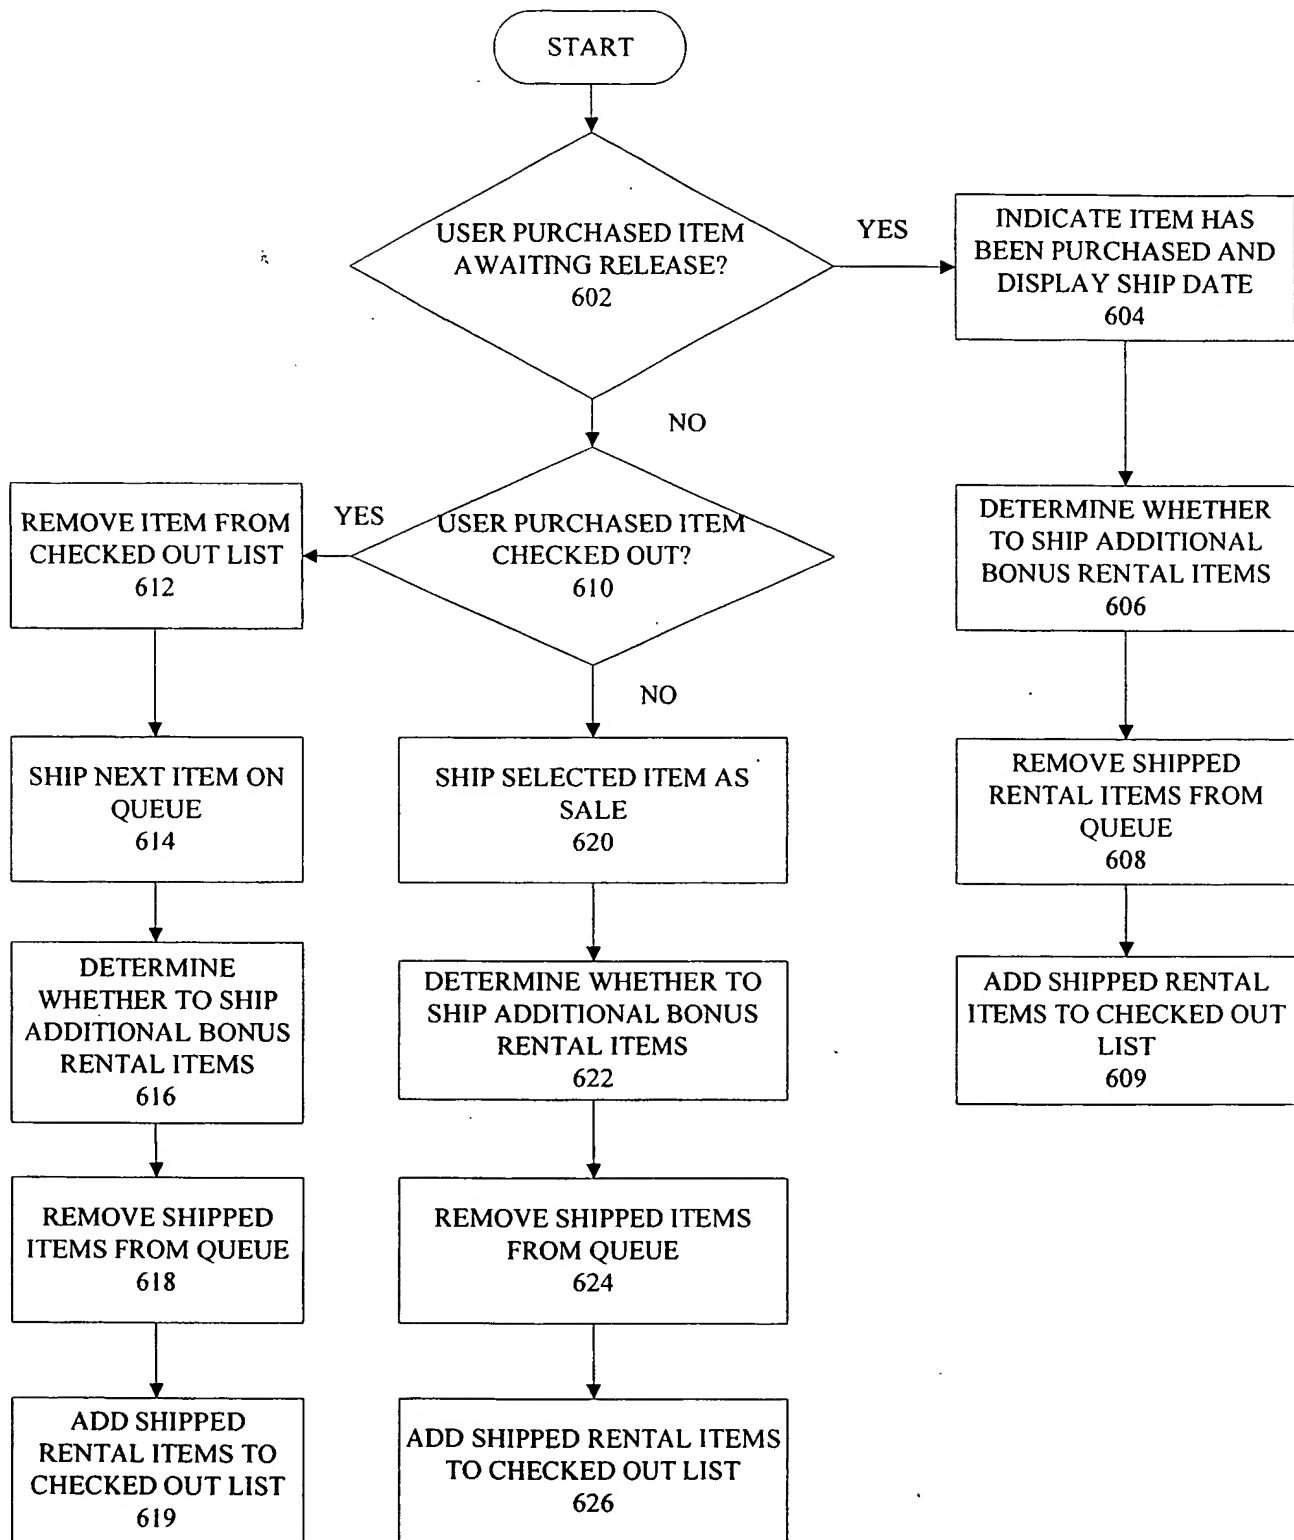 START
USER PURCHASED ITEM
AWAITING RELEASE?
602
YES
INDICATE ITEM HAS
BEEN PURCHASED AND
DISPLAY SHIP DATE
604
NO
DETERMINE WHETHER
TO SHIP ADDITIONAL
BONUS RENTAL ITEMS
606
REMOVE SHIPPED
RENTAL ITEMS FROM
QUEUE
608
ADD SHIPPED RENTAL
ITEMS TO CHECKED OUT
LIST
609
USER PURCHASED ITEM
CHECKED OUT?
610
YES
REMOVE ITEM FROM
CHECKED OUT LIST
612
SHIP NEXT ITEM ON
QUEUE
614
DETERMINE
WHETHER TO SHIP
ADDITIONAL BONUS
RENTAL ITEMS
616
REMOVE SHIPPED
ITEMS FROM QUEUE
618
ADD SHIPPED
RENTAL ITEMS TO
CHECKED OUT LIST
619
NO
SHIP SELECTED ITEM AS
SALE
620
DETERMINE WHETHER TO
SHIP ADDITIONAL BONUS
RENTAL ITEMS
622
REMOVE SHIPPED ITEMS
FROM QUEUE
624
ADD SHIPPED RENTAL ITEMS
TO CHECKED OUT LIST
626